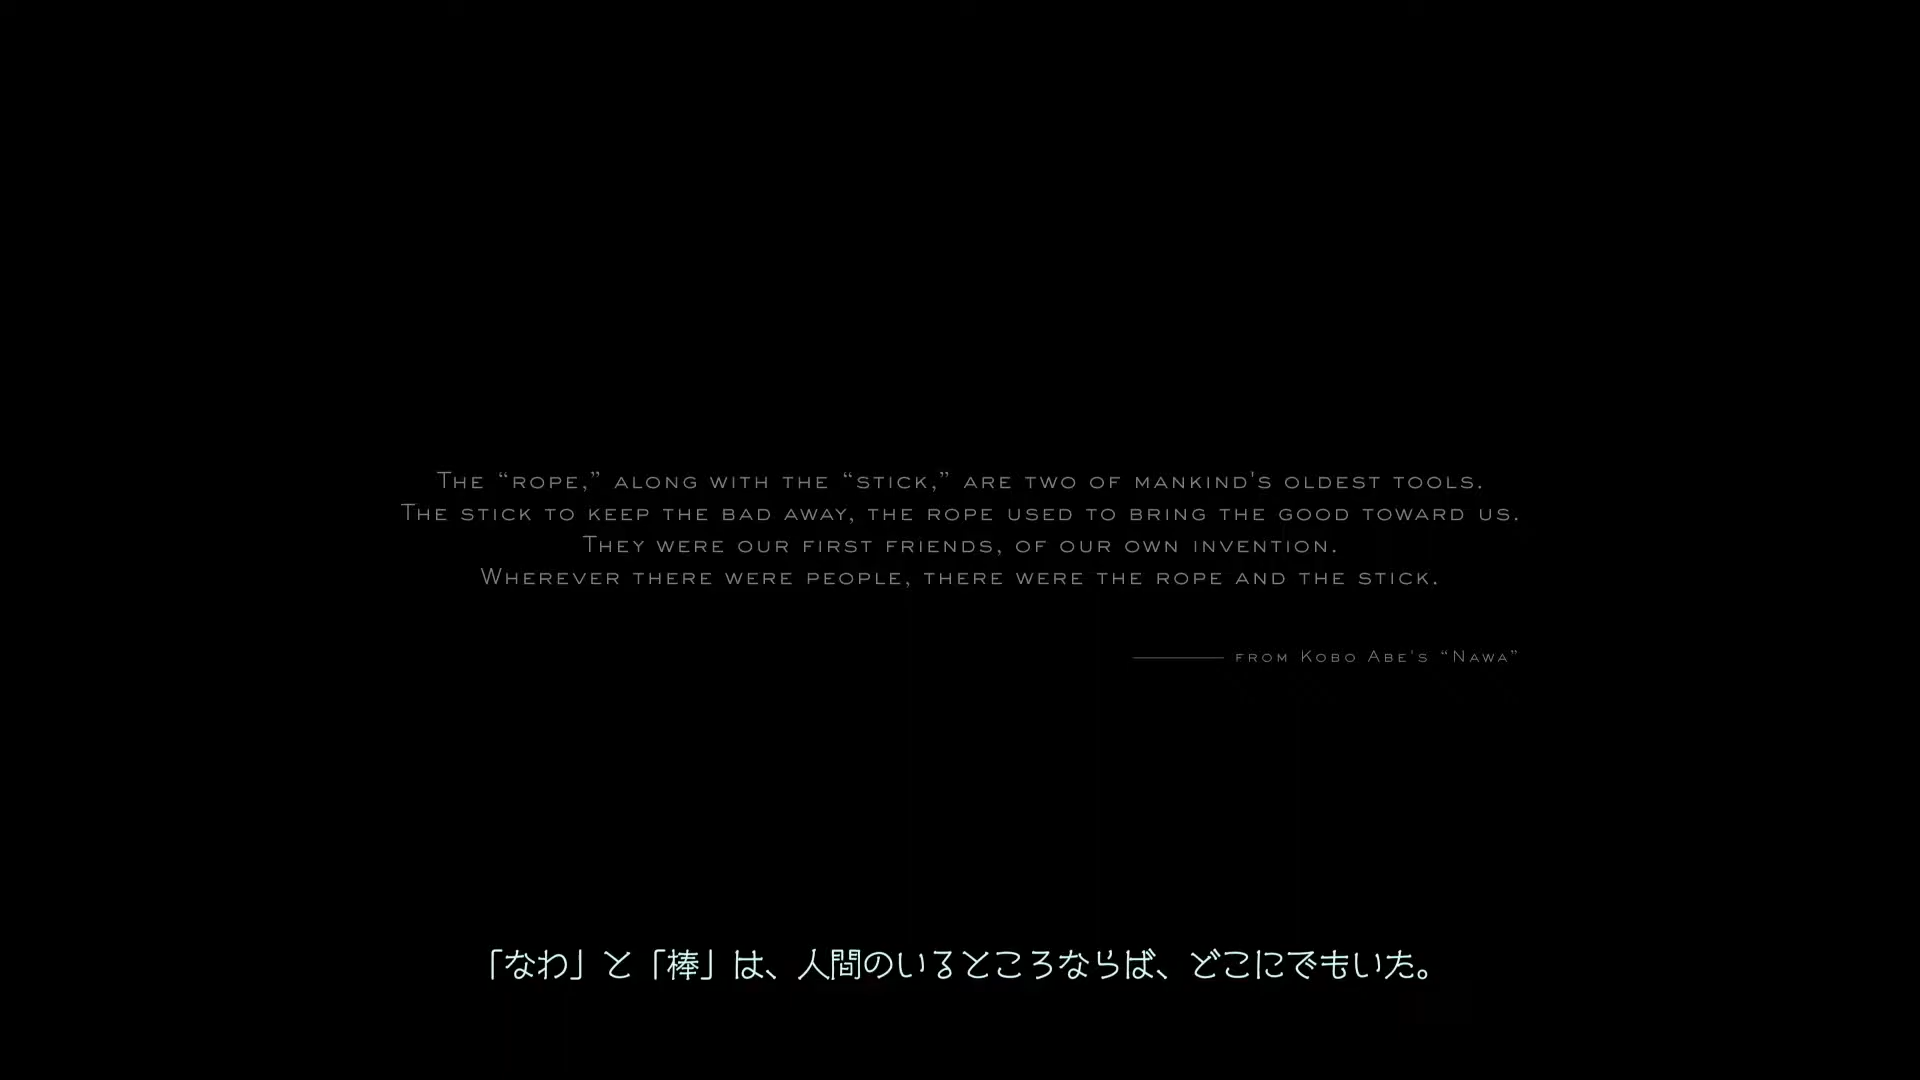 The “rope,” along with the “stick,” are two of mankind's oldest tools.
The stick to keep the bad away, the rope used to bring the good toward us.
They were our first friends, of our own invention.
Wherever there were people, there were the rope and the stick.
——— from Kobo Abe's “Nawa”
「なわ」と「棒」は、人間のいるところならば、どこにでもいた。